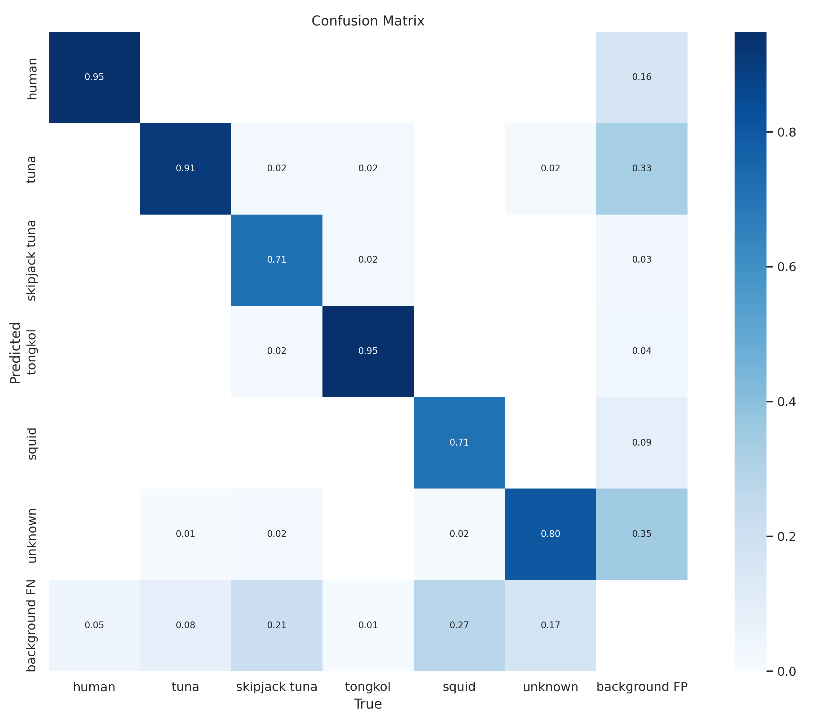 Confusion Matrix
human
0.95
0.16
tuna
0.91
0.02
0.02
0.02
0.33
skipjack tuna
0.71
0.02
0.03
Predicted
tongkol
0.02
0.95
0.04
squid
0.71
0.09
unknown
0.01
0.02
0.02
0.80
0.35
background FN
0.05
0.08
0.21
0.01
0.27
0.17
human
tuna
skipjack tuna
tongkol
squid
unknown
background FP
True
0.8
0.6
0.4
0.2
0.0